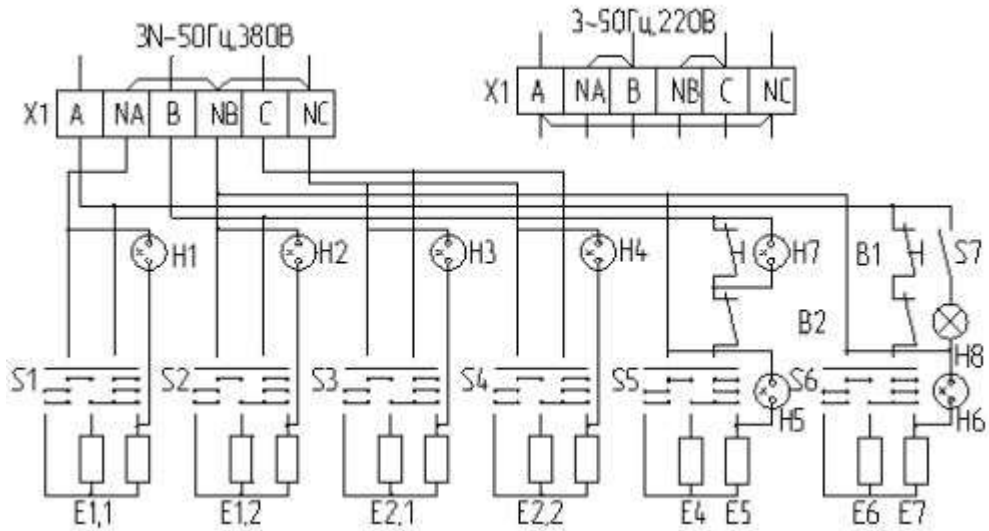 3N~50Гц,380В
3~50Гц,220В
X1 A NA B NB C NC
X1 A NA B NB C NC
H1 H2 H3 H4 H H7 B1 H S7
B2
H8
S1 S2 S3 S4 S5 S6
H5 H6
E1,1 E1,2 E2,1 E2,2 E4 E5 E6 E7